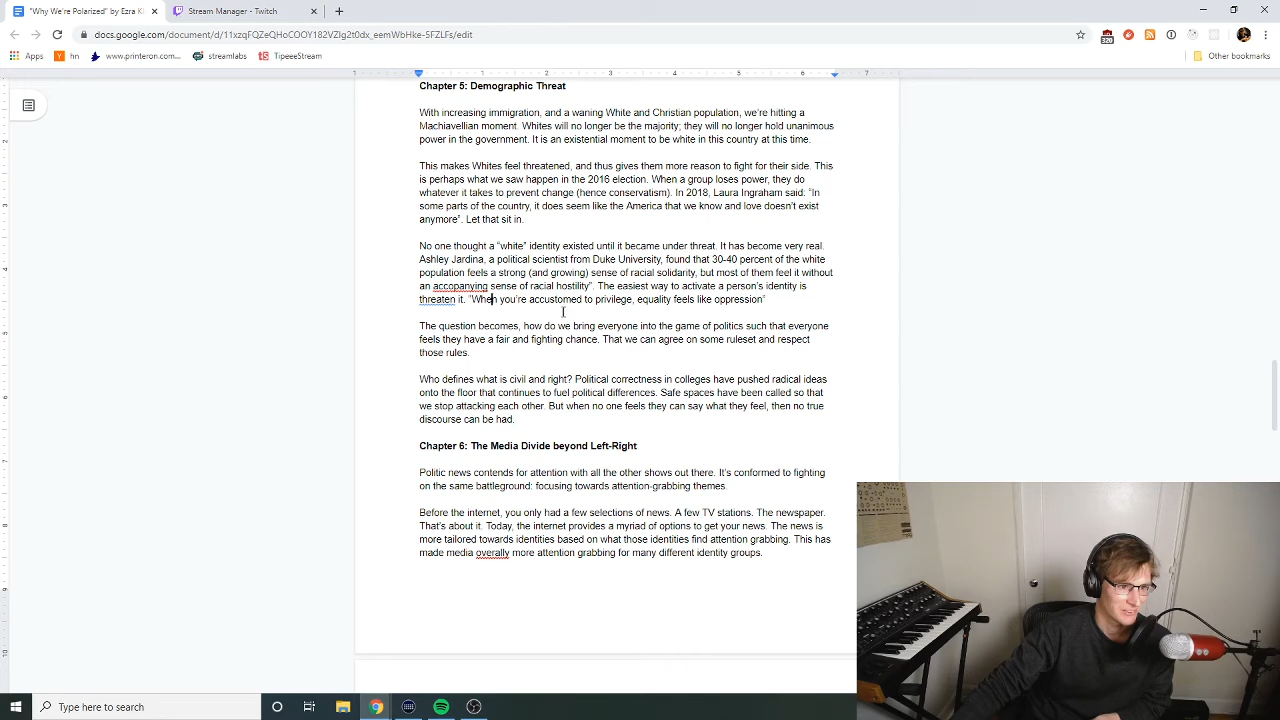 "Why We're Polarized" by Ezra Kl
Stream Manager - Twitch
docs.google.com/document/d/11xzqFQZeQHoCOOY182VZIg2t0dx_eemWbHke-5FZLFs/edit
320
Apps
hn
www.printeron.com...
streamlabs
TipeeeStream
Other bookmarks
1 1 2 3 4 5 6 7
Chapter 5: Demographic Threat
With increasing immigration, and a waning White and Christian population, we're hitting a
Machiavellian moment. Whites will no longer be the majority; they will no longer hold unanimous
power in the government. It is an existential moment to be white in this country at this time.
This makes Whites feel threatened, and thus gives them more reason to fight for their side. This
is perhaps what we saw happen in the 2016 election. When a group loses power, they do
whatever it takes to prevent change (hence conservatism). In 2018, Laura Ingraham said: “In
some parts of the country, it does seem like the America that we know and love doesn't exist
anymore”. Let that sit in.
No one thought a “white” identity existed until it became under threat. It has become very real.
Ashley Jardina, a political scientist from Duke University, found that 30-40 percent of the white
population feels a strong (and growing) sense of racial solidarity, but most of them feel it without
an accopanying sense of racial hostility”. The easiest way to activate a person's identity is
threaten it. “When you're accustomed to privilege, equality feels like oppression”
The question becomes, how do we bring everyone into the game of politics such that everyone
feels they have a fair and fighting chance. That we can agree on some ruleset and respect
those rules.
Who defines what is civil and right? Political correctness in colleges have pushed radical ideas
onto the floor that continues to fuel political differences. Safe spaces have been called so that
we stop attacking each other. But when no one feels they can say what they feel, then no true
discourse can be had.
Chapter 6: The Media Divide beyond Left-Right
Politic news contends for attention with all the other shows out there. It's conformed to fighting
on the same battleground: focusing towards attention-grabbing themes.
Before the internet, you only had a few selections of news. A few TV stations. The newspaper.
That's about it. Today, the internet provides a myriad of options to get your news. The news is
more tailored towards identities based on what those identities find attention grabbing. This has
made media overally more attention grabbing for many different identity groups.
Type here to search